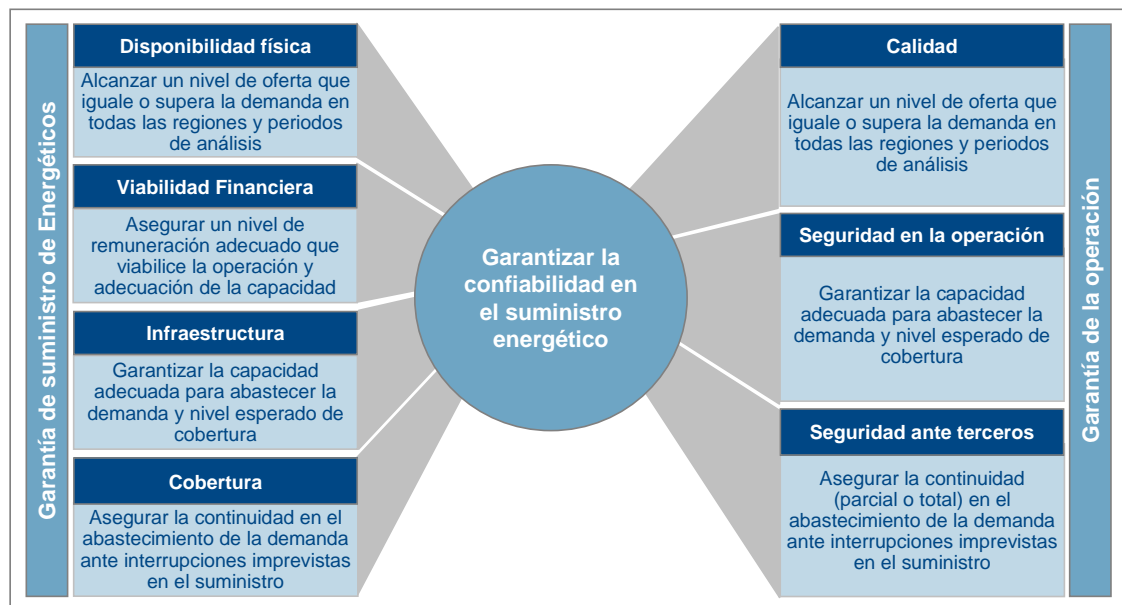 Garantía de suministro de Energéticos
Disponibilidad física
Alcanzar un nivel de oferta que
iguale o supera la demanda en
todas las regiones y periodos
de análisis
Viabilidad Financiera
Asegurar un nivel de
remuneración adecuado que
viabilice la operación y
adecuación de la capacidad
Infraestructura
Garantizar la capacidad
adecuada para abastecer la
demanda y nivel esperado de
cobertura
Cobertura
Asegurar la continuidad en el
abastecimiento de la demanda
ante interrupciones imprevistas
en el suministro
Garantizar la
confiabilidad en
el suministro
energético
Calidad
Alcanzar un nivel de oferta que
iguale o supera la demanda en
todas las regiones y periodos
de análisis
Seguridad en la operación
Garantizar la capacidad
adecuada para abastecer la
demanda y nivel esperado de
cobertura
Seguridad ante terceros
Asegurar la continuidad
(parcial o total) en el
abastecimiento de la demanda
ante interrupciones imprevistas
en el suministro
Garantía de la operación